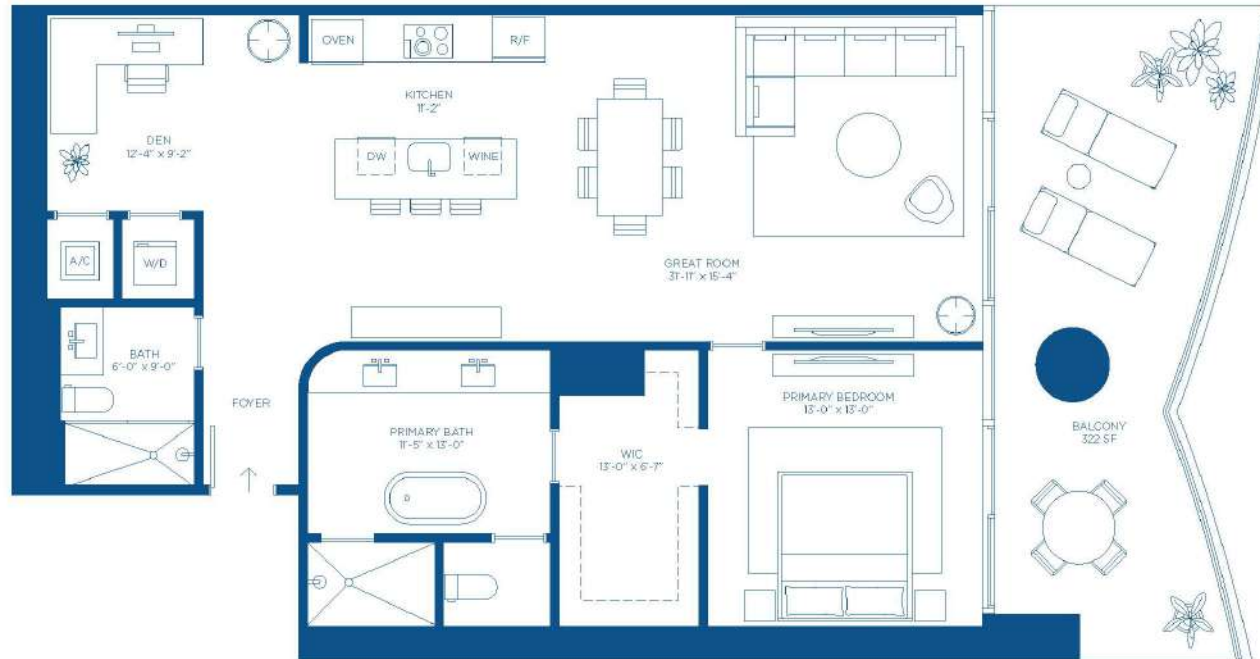 OVEN
R/F
KITCHEN
11'-2"
DEN
12'-4" x 9'-2"
DW
WINE
A/C
W/D
GREAT ROOM
31'-11" x 15'-4"
BATH
6'-0" x 9'-0"
FOYER
PRIMARY BATH
11'-5" x 13'-0"
WIC
13'-0" x 6'-7"
PRIMARY BEDROOM
13'-0" x 13'-0"
BALCONY
322 SF